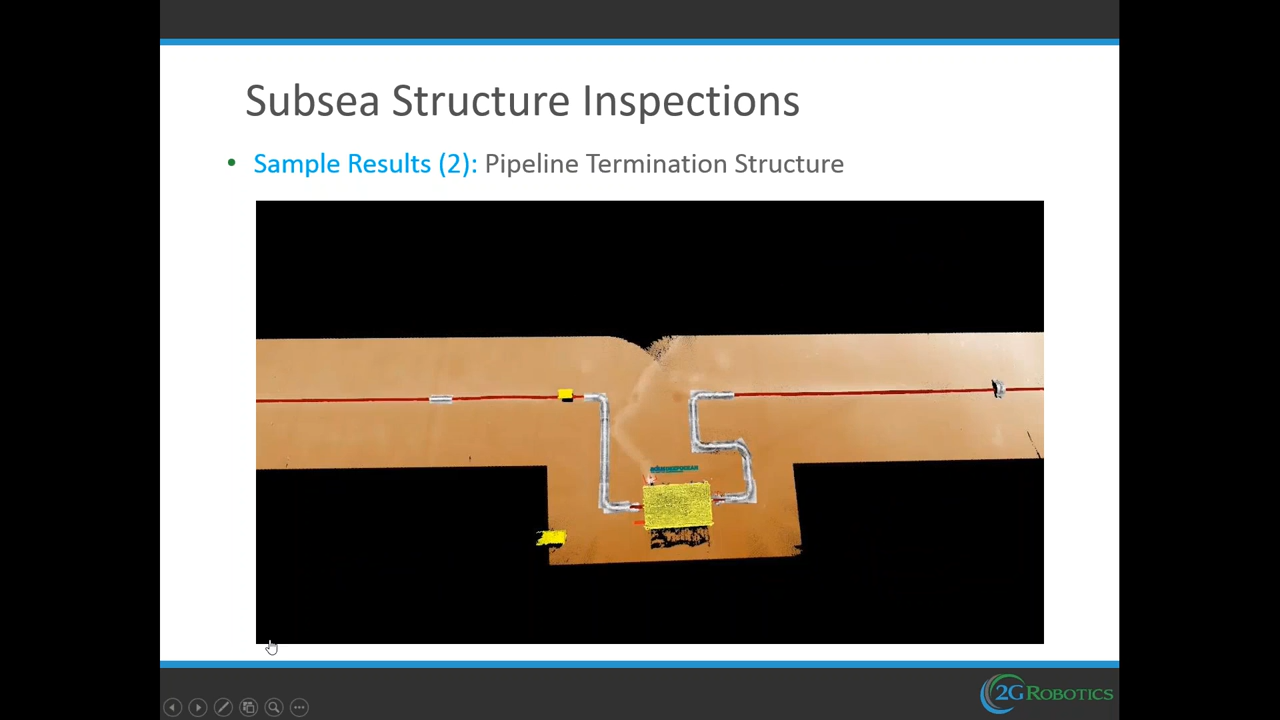 Subsea Structure Inspections
• Sample Results (2): Pipeline Termination Structure
2G ROBOTICS